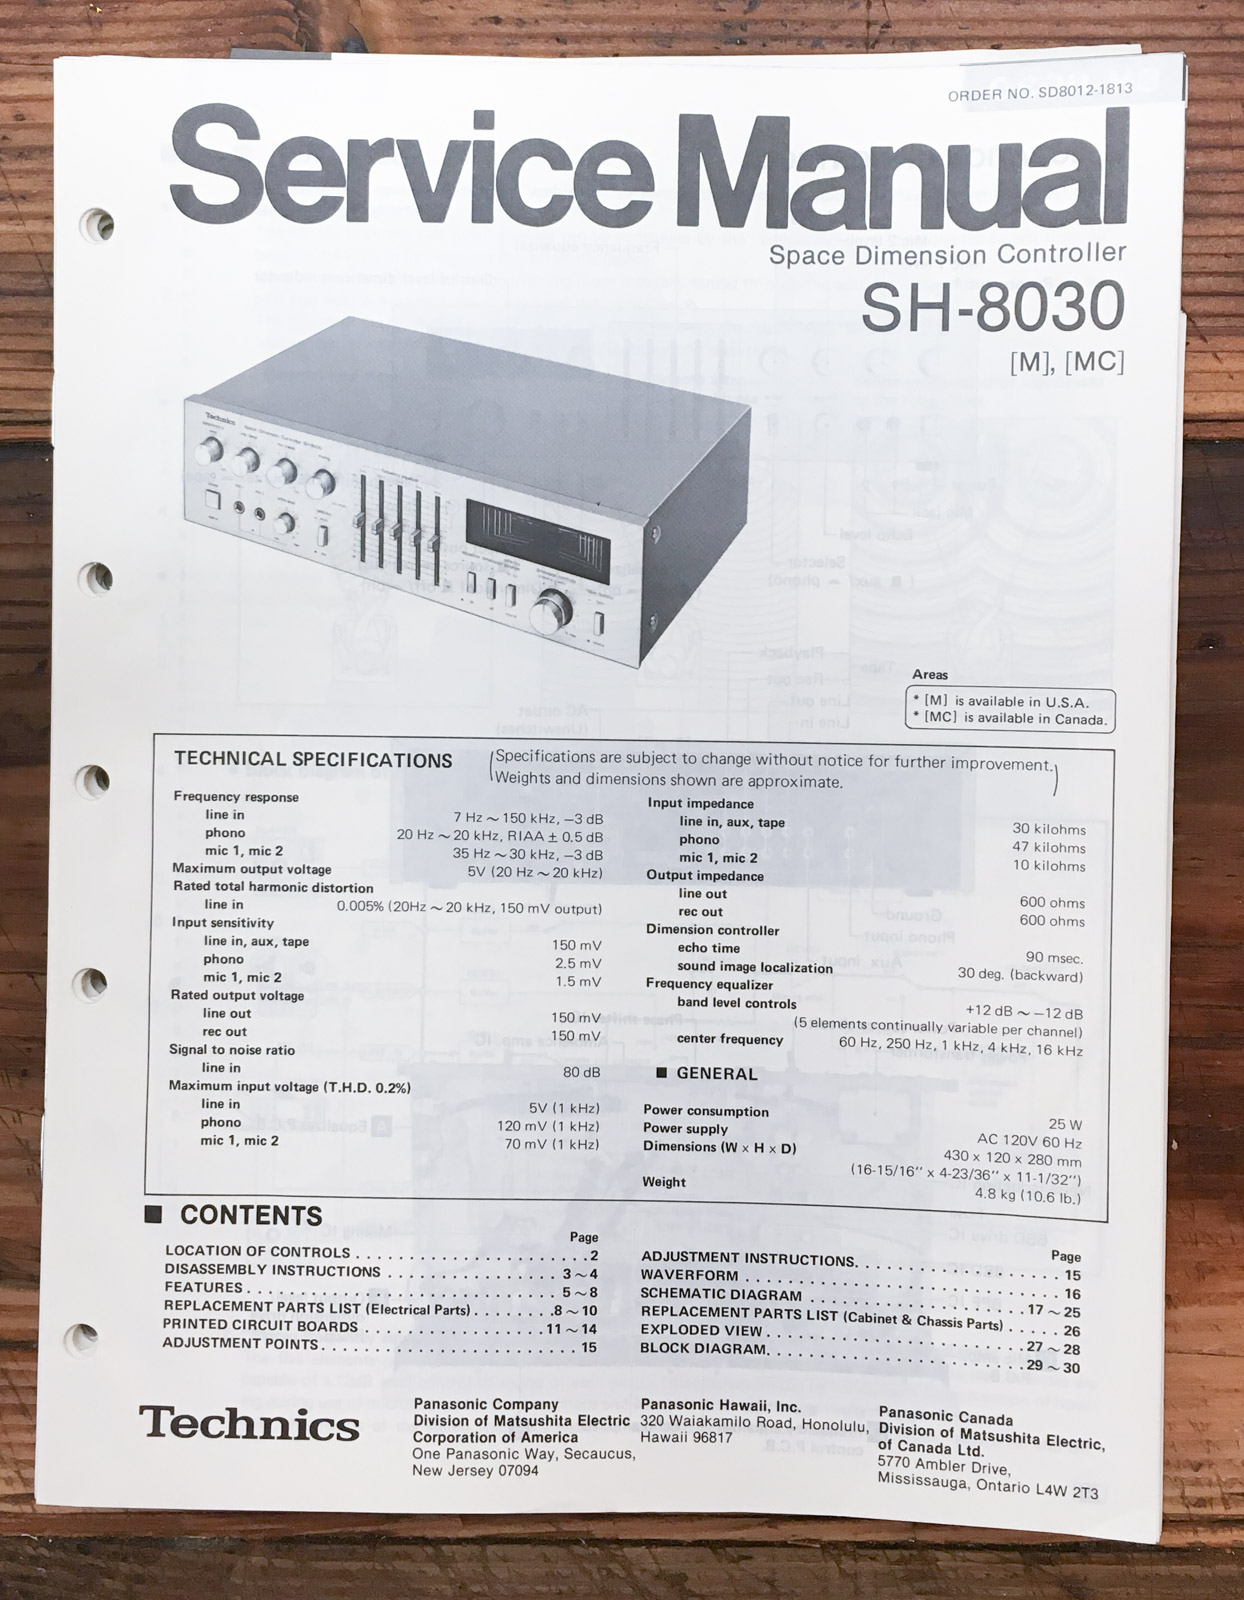 ORDER NO. SD8012-1813
Service Manual
Space Dimension Controller
SH-8030
[M], [MC]
Technics
Areas
* [M] is available in U.S.A.
* [MC] is available in Canada.
TECHNICAL SPECIFICATIONS
(Specifications are subject to change without notice for further improvement.
Weights and dimensions shown are approximate.)
Frequency response
line in 7 Hz ~ 150 kHz, −3 dB
phono 20 Hz ~ 20 kHz, RIAA ± 0.5 dB
mic 1, mic 2 35 Hz ~ 30 kHz, −3 dB
Maximum output voltage 5V (20 Hz ~ 20 kHz)
Rated total harmonic distortion
line in 0.005% (20Hz ~ 20 kHz, 150 mV output)
Input sensitivity
line in, aux, tape 150 mV
phono 2.5 mV
mic 1, mic 2 1.5 mV
Rated output voltage
line out 150 mV
rec out 150 mV
Signal to noise ratio
line in 80 dB
Maximum input voltage (T.H.D. 0.2%)
line in 5V (1 kHz)
phono 120 mV (1 kHz)
mic 1, mic 2 70 mV (1 kHz)
Input impedance
line in, aux, tape 30 kilohms
phono 47 kilohms
mic 1, mic 2 10 kilohms
Output impedance
line out 600 ohms
rec out 600 ohms
Dimension controller
echo time 90 msec.
sound image localization 30 deg. (backward)
Frequency equalizer
band level controls +12 dB ~ −12 dB
(5 elements continually variable per channel)
center frequency 60 Hz, 250 Hz, 1 kHz, 4 kHz, 16 kHz
■ GENERAL
Power consumption 25 W
Power supply AC 120V 60 Hz
Dimensions (W x H x D) 430 x 120 x 280 mm
(16-15/16" x 4-23/36" x 11-1/32")
Weight 4.8 kg (10.6 lb.)
■ CONTENTS
Page
LOCATION OF CONTROLS . . . . . . . . . . . . . . . . . . . . . 2
DISASSEMBLY INSTRUCTIONS . . . . . . . . . . . . . . . 3 ~ 4
FEATURES . . . . . . . . . . . . . . . . . . . . . . . . . . . . 5 ~ 8
REPLACEMENT PARTS LIST (Electrical Parts) . . . . . . . . 8 ~ 10
PRINTED CIRCUIT BOARDS . . . . . . . . . . . . . . . . 11 ~ 14
ADJUSTMENT POINTS . . . . . . . . . . . . . . . . . . . . . . 15
Page
ADJUSTMENT INSTRUCTIONS. . . . . . . . . . . . . . . . . . 15
WAVERFORM . . . . . . . . . . . . . . . . . . . . . . . . . . . . 16
SCHEMATIC DIAGRAM . . . . . . . . . . . . . . . . . . . 17 ~ 25
REPLACEMENT PARTS LIST (Cabinet & Chassis Parts) . . . . . 26
EXPLODED VIEW . . . . . . . . . . . . . . . . . . . . . . . 27 ~ 28
BLOCK DIAGRAM. . . . . . . . . . . . . . . . . . . . . . . 29 ~ 30
Technics
Panasonic Company
Division of Matsushita Electric
Corporation of America
One Panasonic Way, Secaucus,
New Jersey 07094
Panasonic Hawaii, Inc.
320 Waiakamilo Road, Honolulu,
Hawaii 96817
Panasonic Canada
Division of Matsushita Electric,
of Canada Ltd.
5770 Ambler Drive,
Mississauga, Ontario L4W 2T3